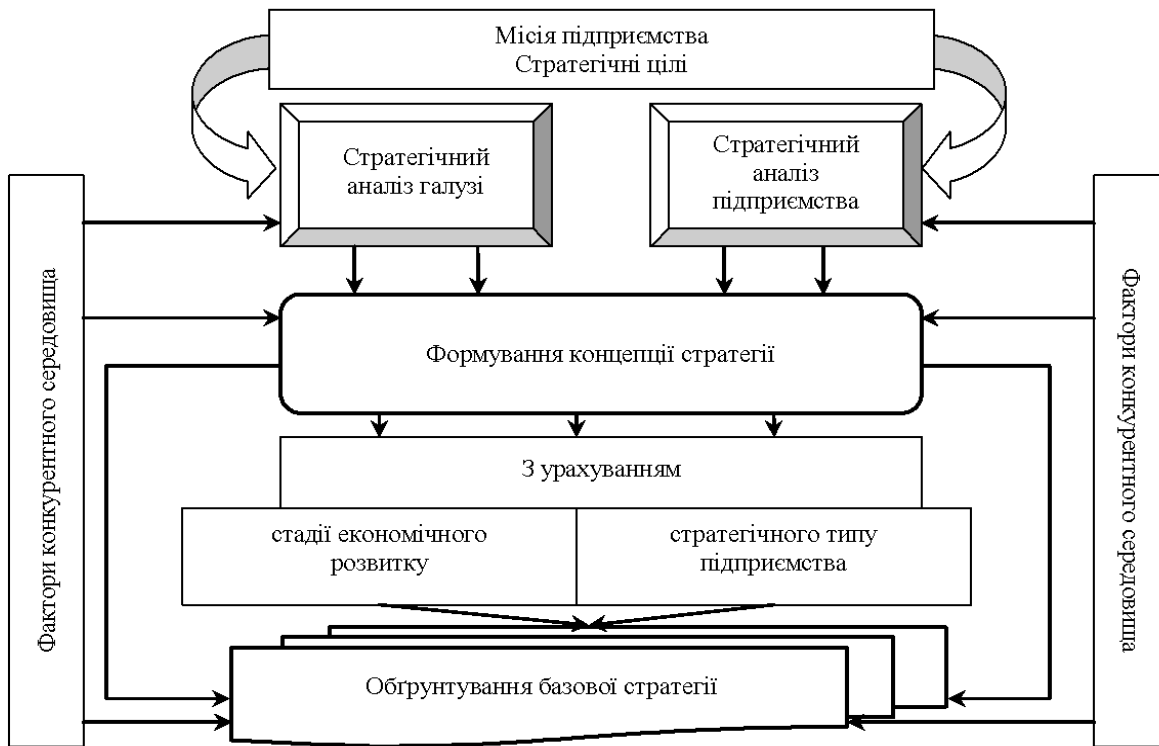 Місія підприємства
Стратегічні цілі
Стратегічний
аналіз галузі
Стратегічний
аналіз
підприємства
Фактори конкурентного середовища
Фактори конкурентного середовища
Формування концепції стратегії
З урахуванням
стадії економічного
розвитку
стратегічного типу
підприємства
Обґрунтування базової стратегії